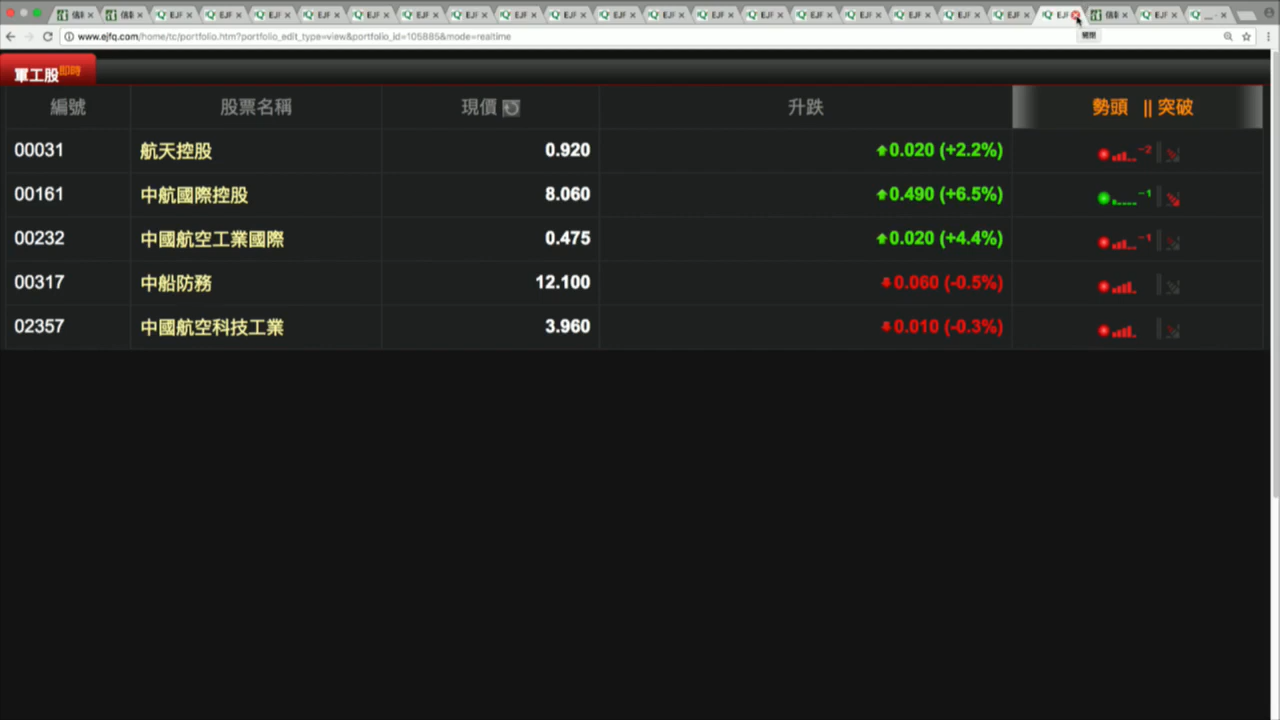 www.ejfq.com/home/tc/portfolio.htm?portfolio_edit_type=view&portfolio_id=105885&mode=realtime
關閉
軍工股即時
編號 股票名稱 現價 升跌 勢頭 || 突破
00031 航天控股 0.920 0.020 (+2.2%) -2
00161 中航國際控股 8.060 0.490 (+6.5%) -1
00232 中國航空工業國際 0.475 0.020 (+4.4%) -1
00317 中船防務 12.100 0.060 (-0.5%)
02357 中國航空科技工業 3.960 0.010 (-0.3%)